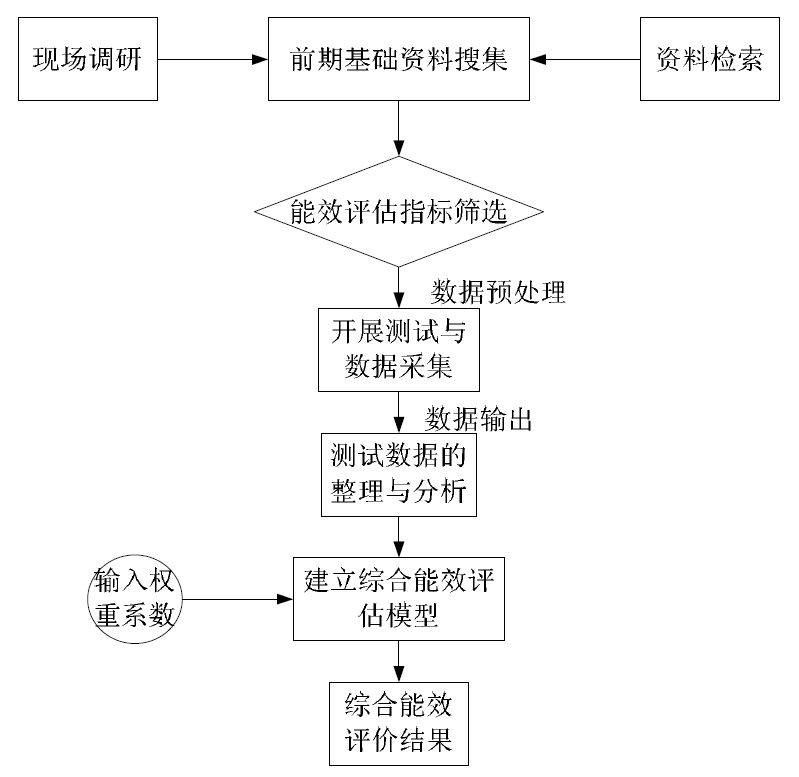 现场调研
前期基础资料搜集
资料检索
能效评估指标筛选
数据预处理
开展测试与
数据采集
数据输出
测试数据的
整理与分析
输入权
重系数
建立综合能效评
估模型
综合能效
评价结果